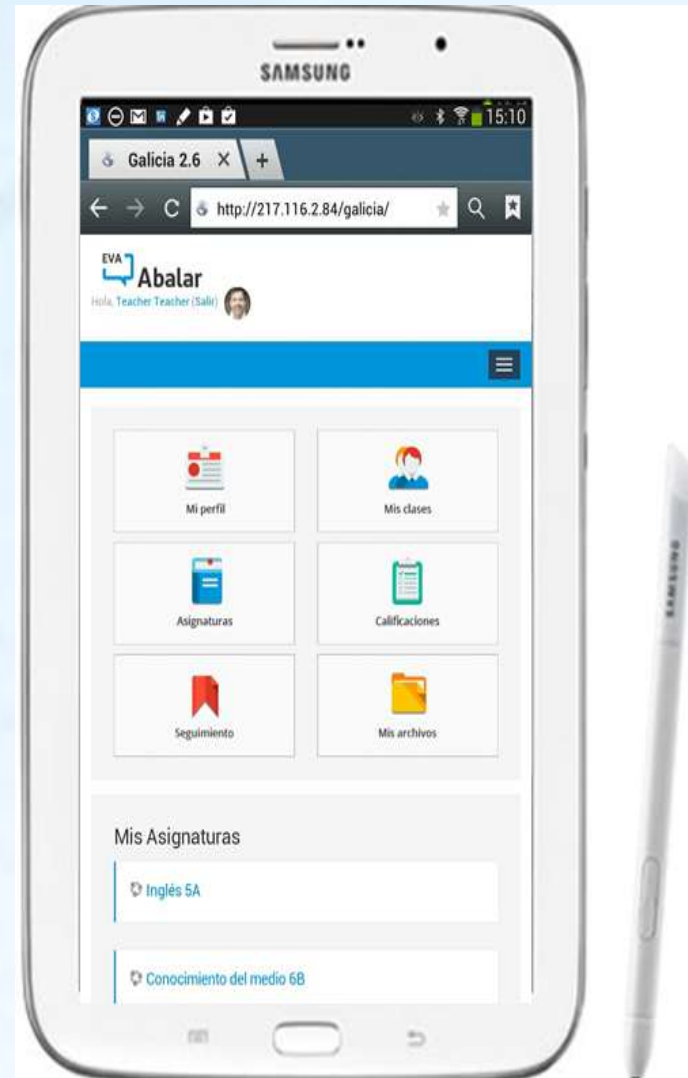 SAMSUNG
15:10
Galicia 2.6
http://217.116.2.84/galicia/
EVA
Abalar
Hola, Teacher Teacher (Salir)
Mi perfil
Mis clases
Asignaturas
Calificaciones
Seguimiento
Mis archivos
Mis Asignaturas
Inglés 5A
Conocimiento del medio 6B
SAMSUNG